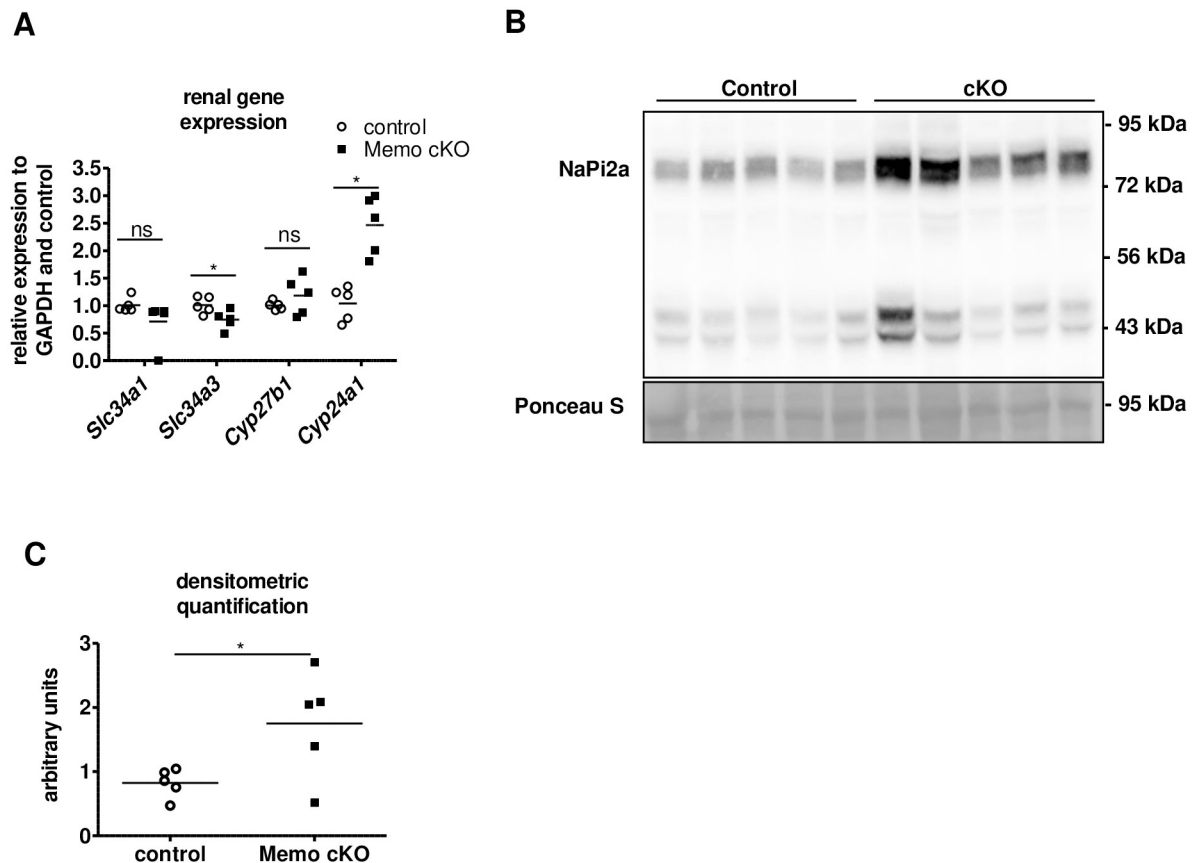 A
renal gene
expression
control
Memo cKO
relative expression to
GAPDH and control
3.5
3.0
2.5
2.0
1.5
1.0
0.5
0.0
ns
*
ns
*
Slc34a1
Slc34a3
Cyp27b1
Cyp24a1
B
Control
cKO
NaPi2a
- 95 kDa
- 72 kDa
- 56 kDa
- 43 kDa
Ponceau S
- 95 kDa
C
densitometric
quantification
arbitrary units
3
2
1
0
*
control
Memo cKO